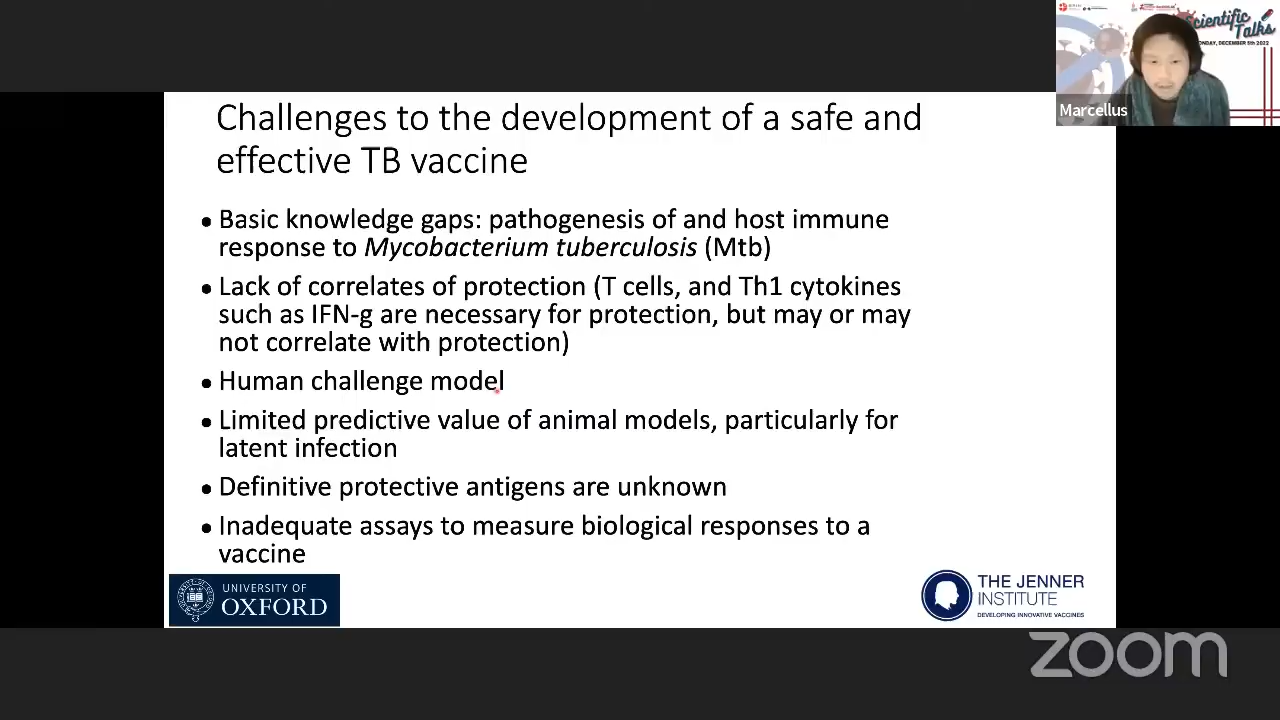 Scientific
Talks
MONDAY, DECEMBER 5th 2022
Marcellus
Challenges to the development of a safe and
effective TB vaccine
• Basic knowledge gaps: pathogenesis of and host immune
response to Mycobacterium tuberculosis (Mtb)
• Lack of correlates of protection (T cells, and Th1 cytokines
such as IFN-g are necessary for protection, but may or may
not correlate with protection)
• Human challenge model
• Limited predictive value of animal models, particularly for
latent infection
• Definitive protective antigens are unknown
• Inadequate assays to measure biological responses to a
vaccine
UNIVERSITY OF
OXFORD
THE JENNER
INSTITUTE
DEVELOPING INNOVATIVE VACCINES
zoom